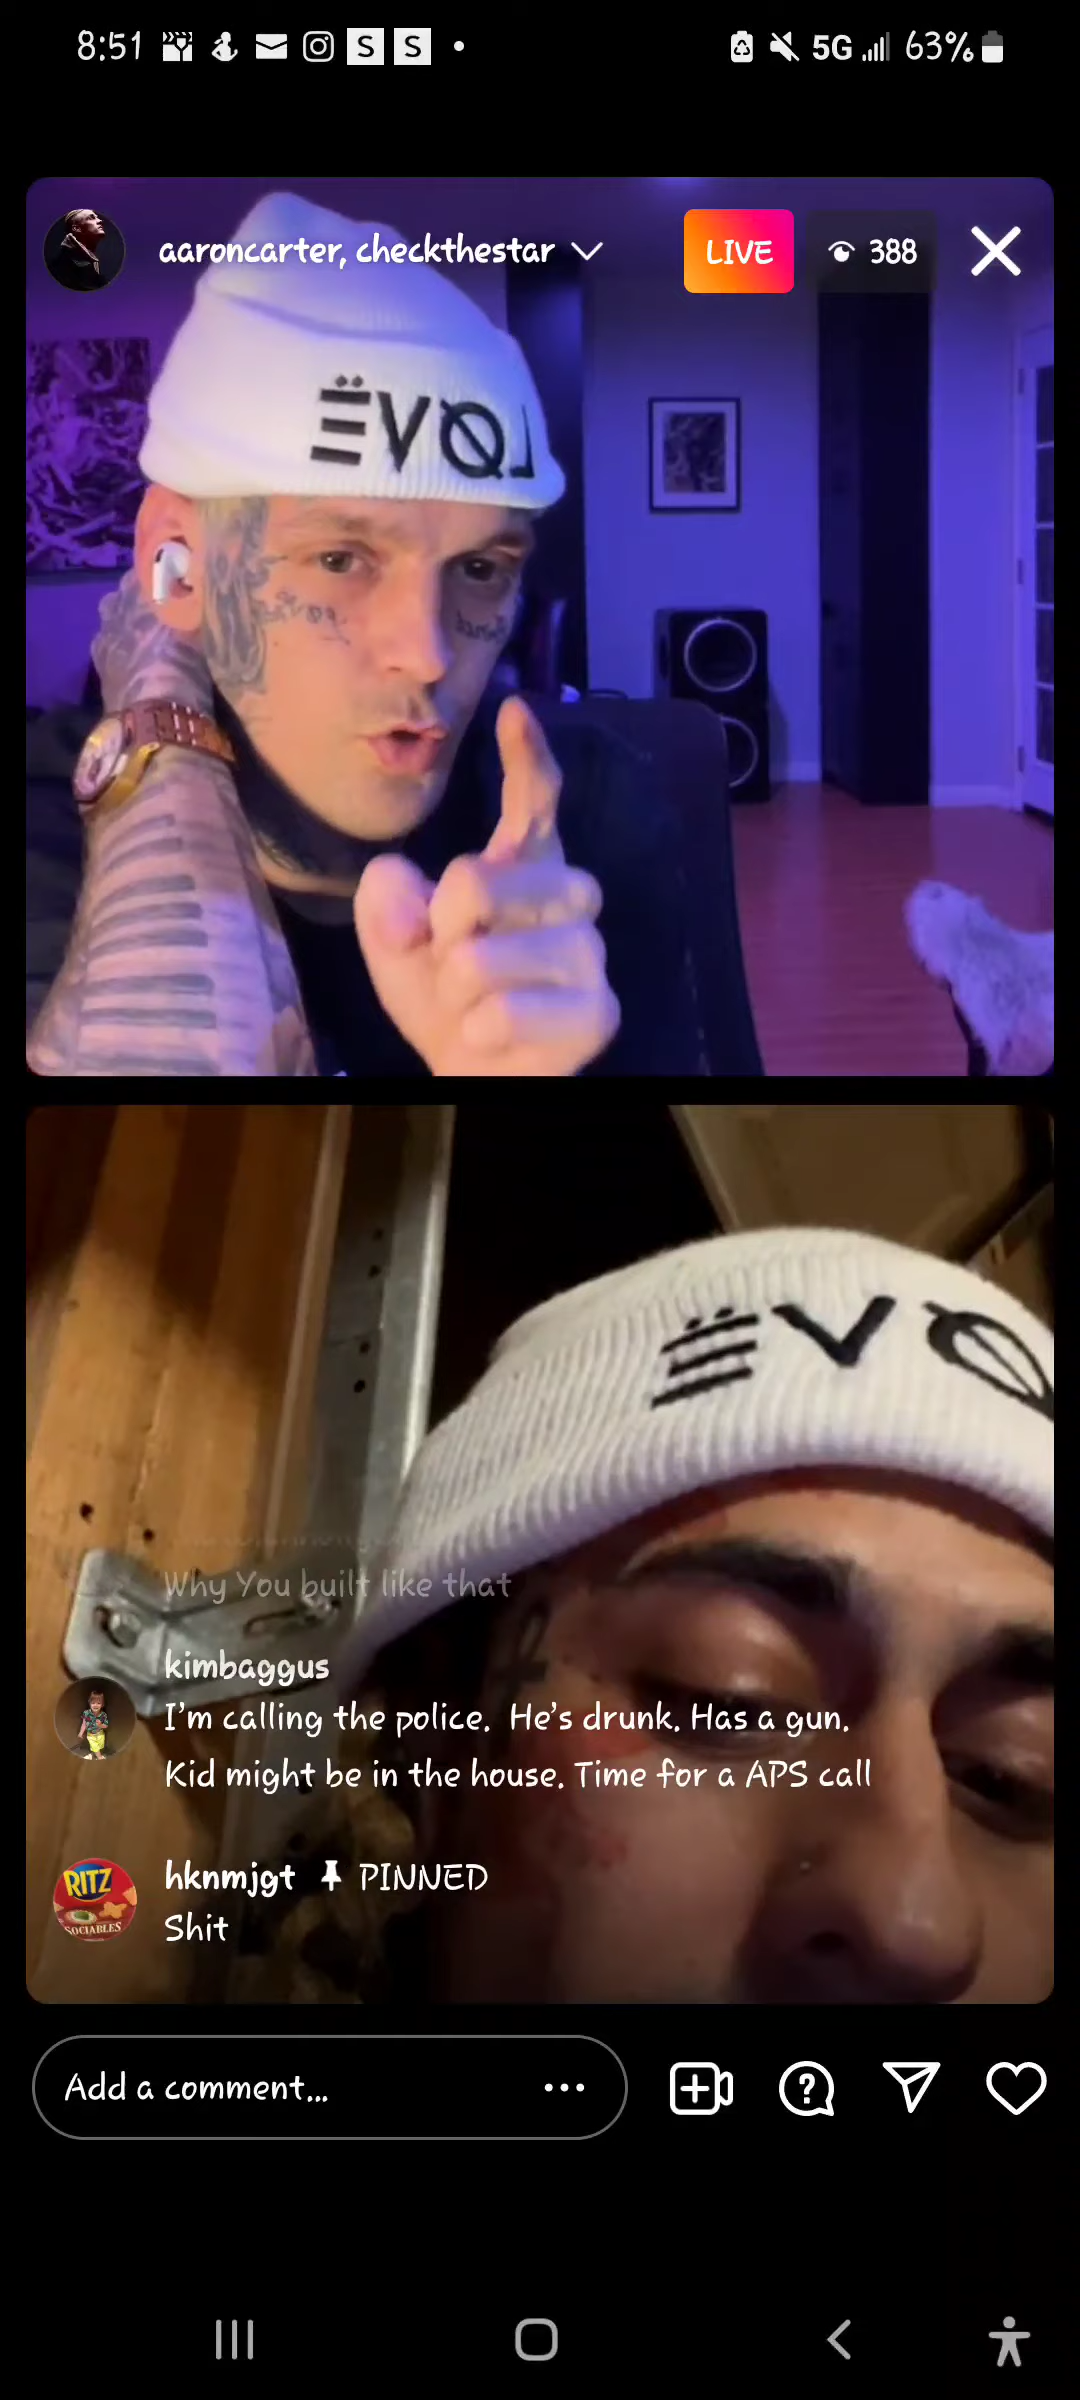 8:51 S S 5G 63%
aaroncarter, checkthestar LIVE 388
ËVØL
ËVØ
Why You built like that
kimbaggus
I'm calling the police.  He's drunk. Has a gun.
Kid might be in the house. Time for a APS call
RITZ
hknmjgt PINNED
SOCIABLES
Shit
Add a comment...